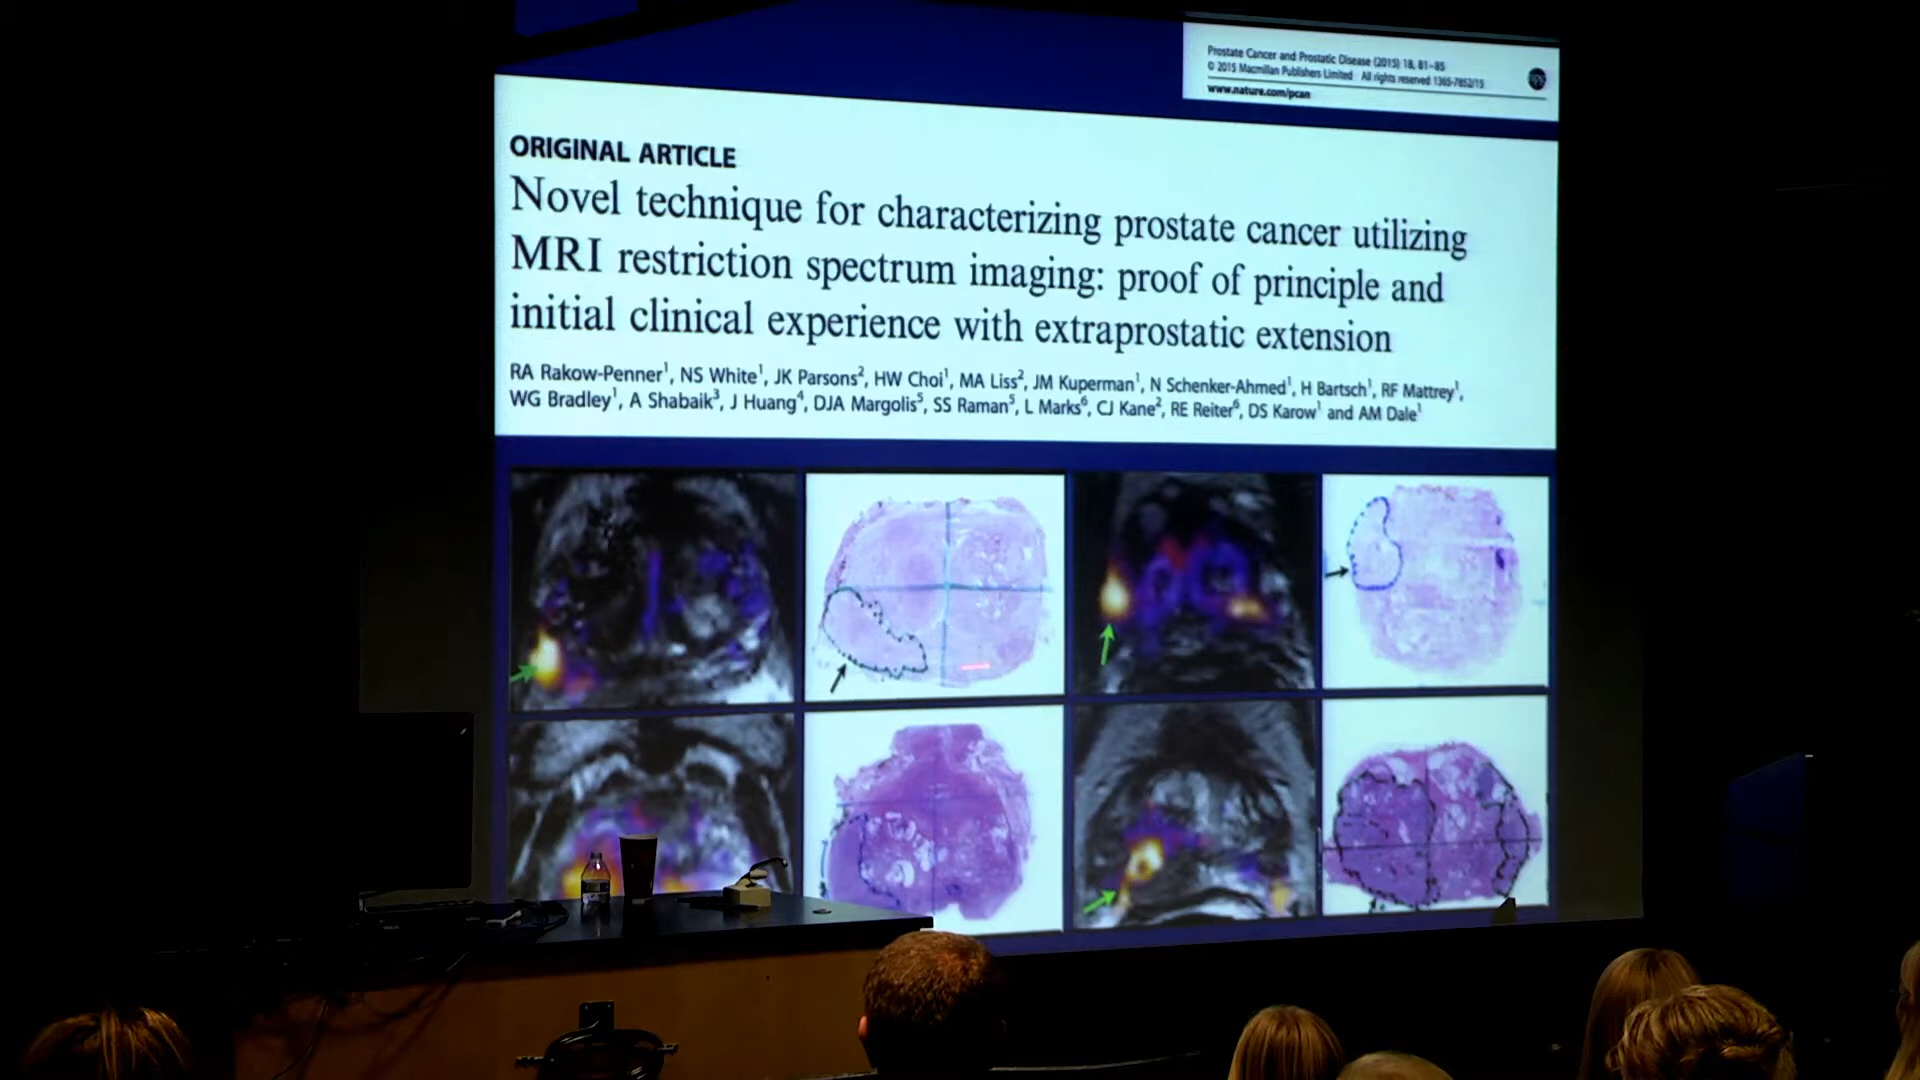 Prostate Cancer and Prostatic Disease (2015) 18, 81–85
© 2015 Macmillan Publishers Limited All rights reserved 1365-7852/15
www.nature.com/pcan
ORIGINAL ARTICLE
Novel technique for characterizing prostate cancer utilizing
MRI restriction spectrum imaging: proof of principle and
initial clinical experience with extraprostatic extension
RA Rakow-Penner¹, NS White¹, JK Parsons², HW Choi¹, MA Liss², JM Kuperman¹, N Schenker-Ahmed¹, H Bartsch¹, RF Mattrey¹,
WG Bradley¹, A Shabaik³, J Huang⁴, DJA Margolis⁵, SS Raman⁵, L Marks⁶, CJ Kane², RE Reiter⁶, DS Karow¹ and AM Dale¹